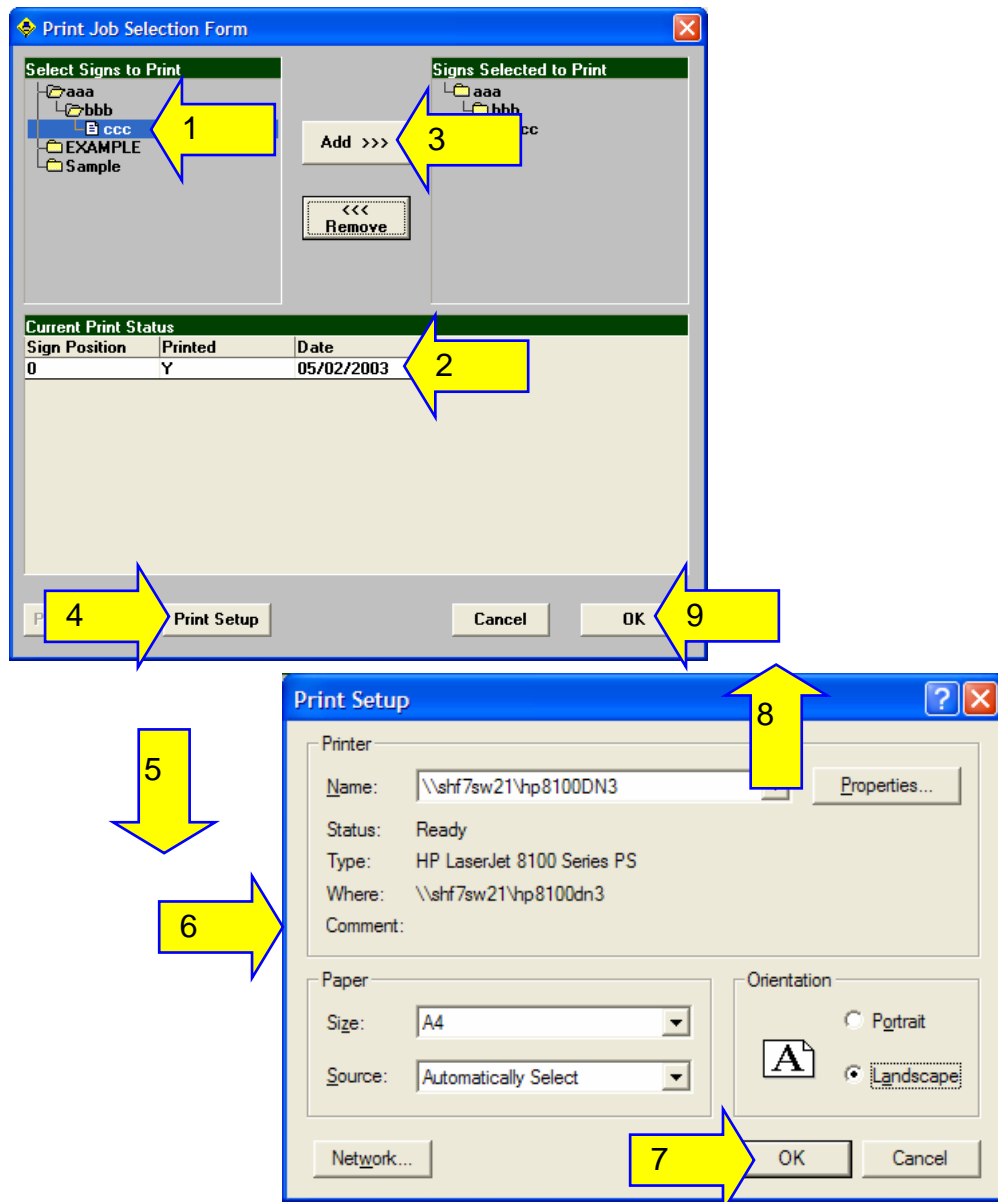 Print Job Selection Form
Select Signs to Print
Signs Selected to Print
aaa
bbb
ccc
EXAMPLE
Sample
1
Add >>>
3
aaa
bbb
cc
<<<
Remove
Current Print Status
Sign Position Printed Date
0 Y 05/02/2003
2
4
Print Setup
Cancel
OK
9
Print Setup
8
5
Printer
Name: \\shf7sw21\hp8100DN3
Properties...
Status: Ready
Type: HP LaserJet 8100 Series PS
Where: \\shf7sw21\hp8100dn3
Comment:
6
Paper
Size: A4
Source: Automatically Select
Orientation
Portrait
A
Landscape
Network...
7
OK
Cancel